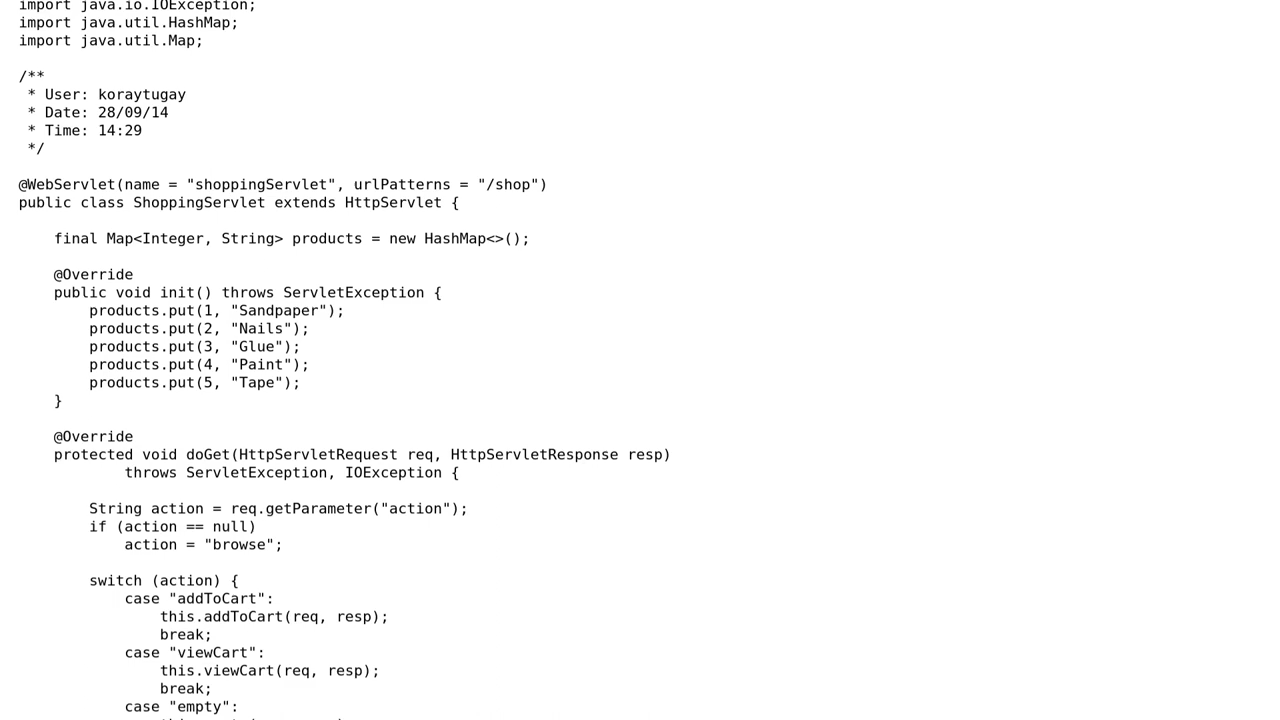 import java.io.IOException;
import java.util.HashMap;
import java.util.Map;

/**
 * User: koraytugay
 * Date: 28/09/14
 * Time: 14:29
 */

@WebServlet(name = "shoppingServlet", urlPatterns = "/shop")
public class ShoppingServlet extends HttpServlet {

    final Map<Integer, String> products = new HashMap<>();

    @Override
    public void init() throws ServletException {
        products.put(1, "Sandpaper");
        products.put(2, "Nails");
        products.put(3, "Glue");
        products.put(4, "Paint");
        products.put(5, "Tape");
    }

    @Override
    protected void doGet(HttpServletRequest req, HttpServletResponse resp)
            throws ServletException, IOException {

        String action = req.getParameter("action");
        if (action == null)
            action = "browse";

        switch (action) {
            case "addToCart":
                this.addToCart(req, resp);
                break;
            case "viewCart":
                this.viewCart(req, resp);
                break;
            case "empty":